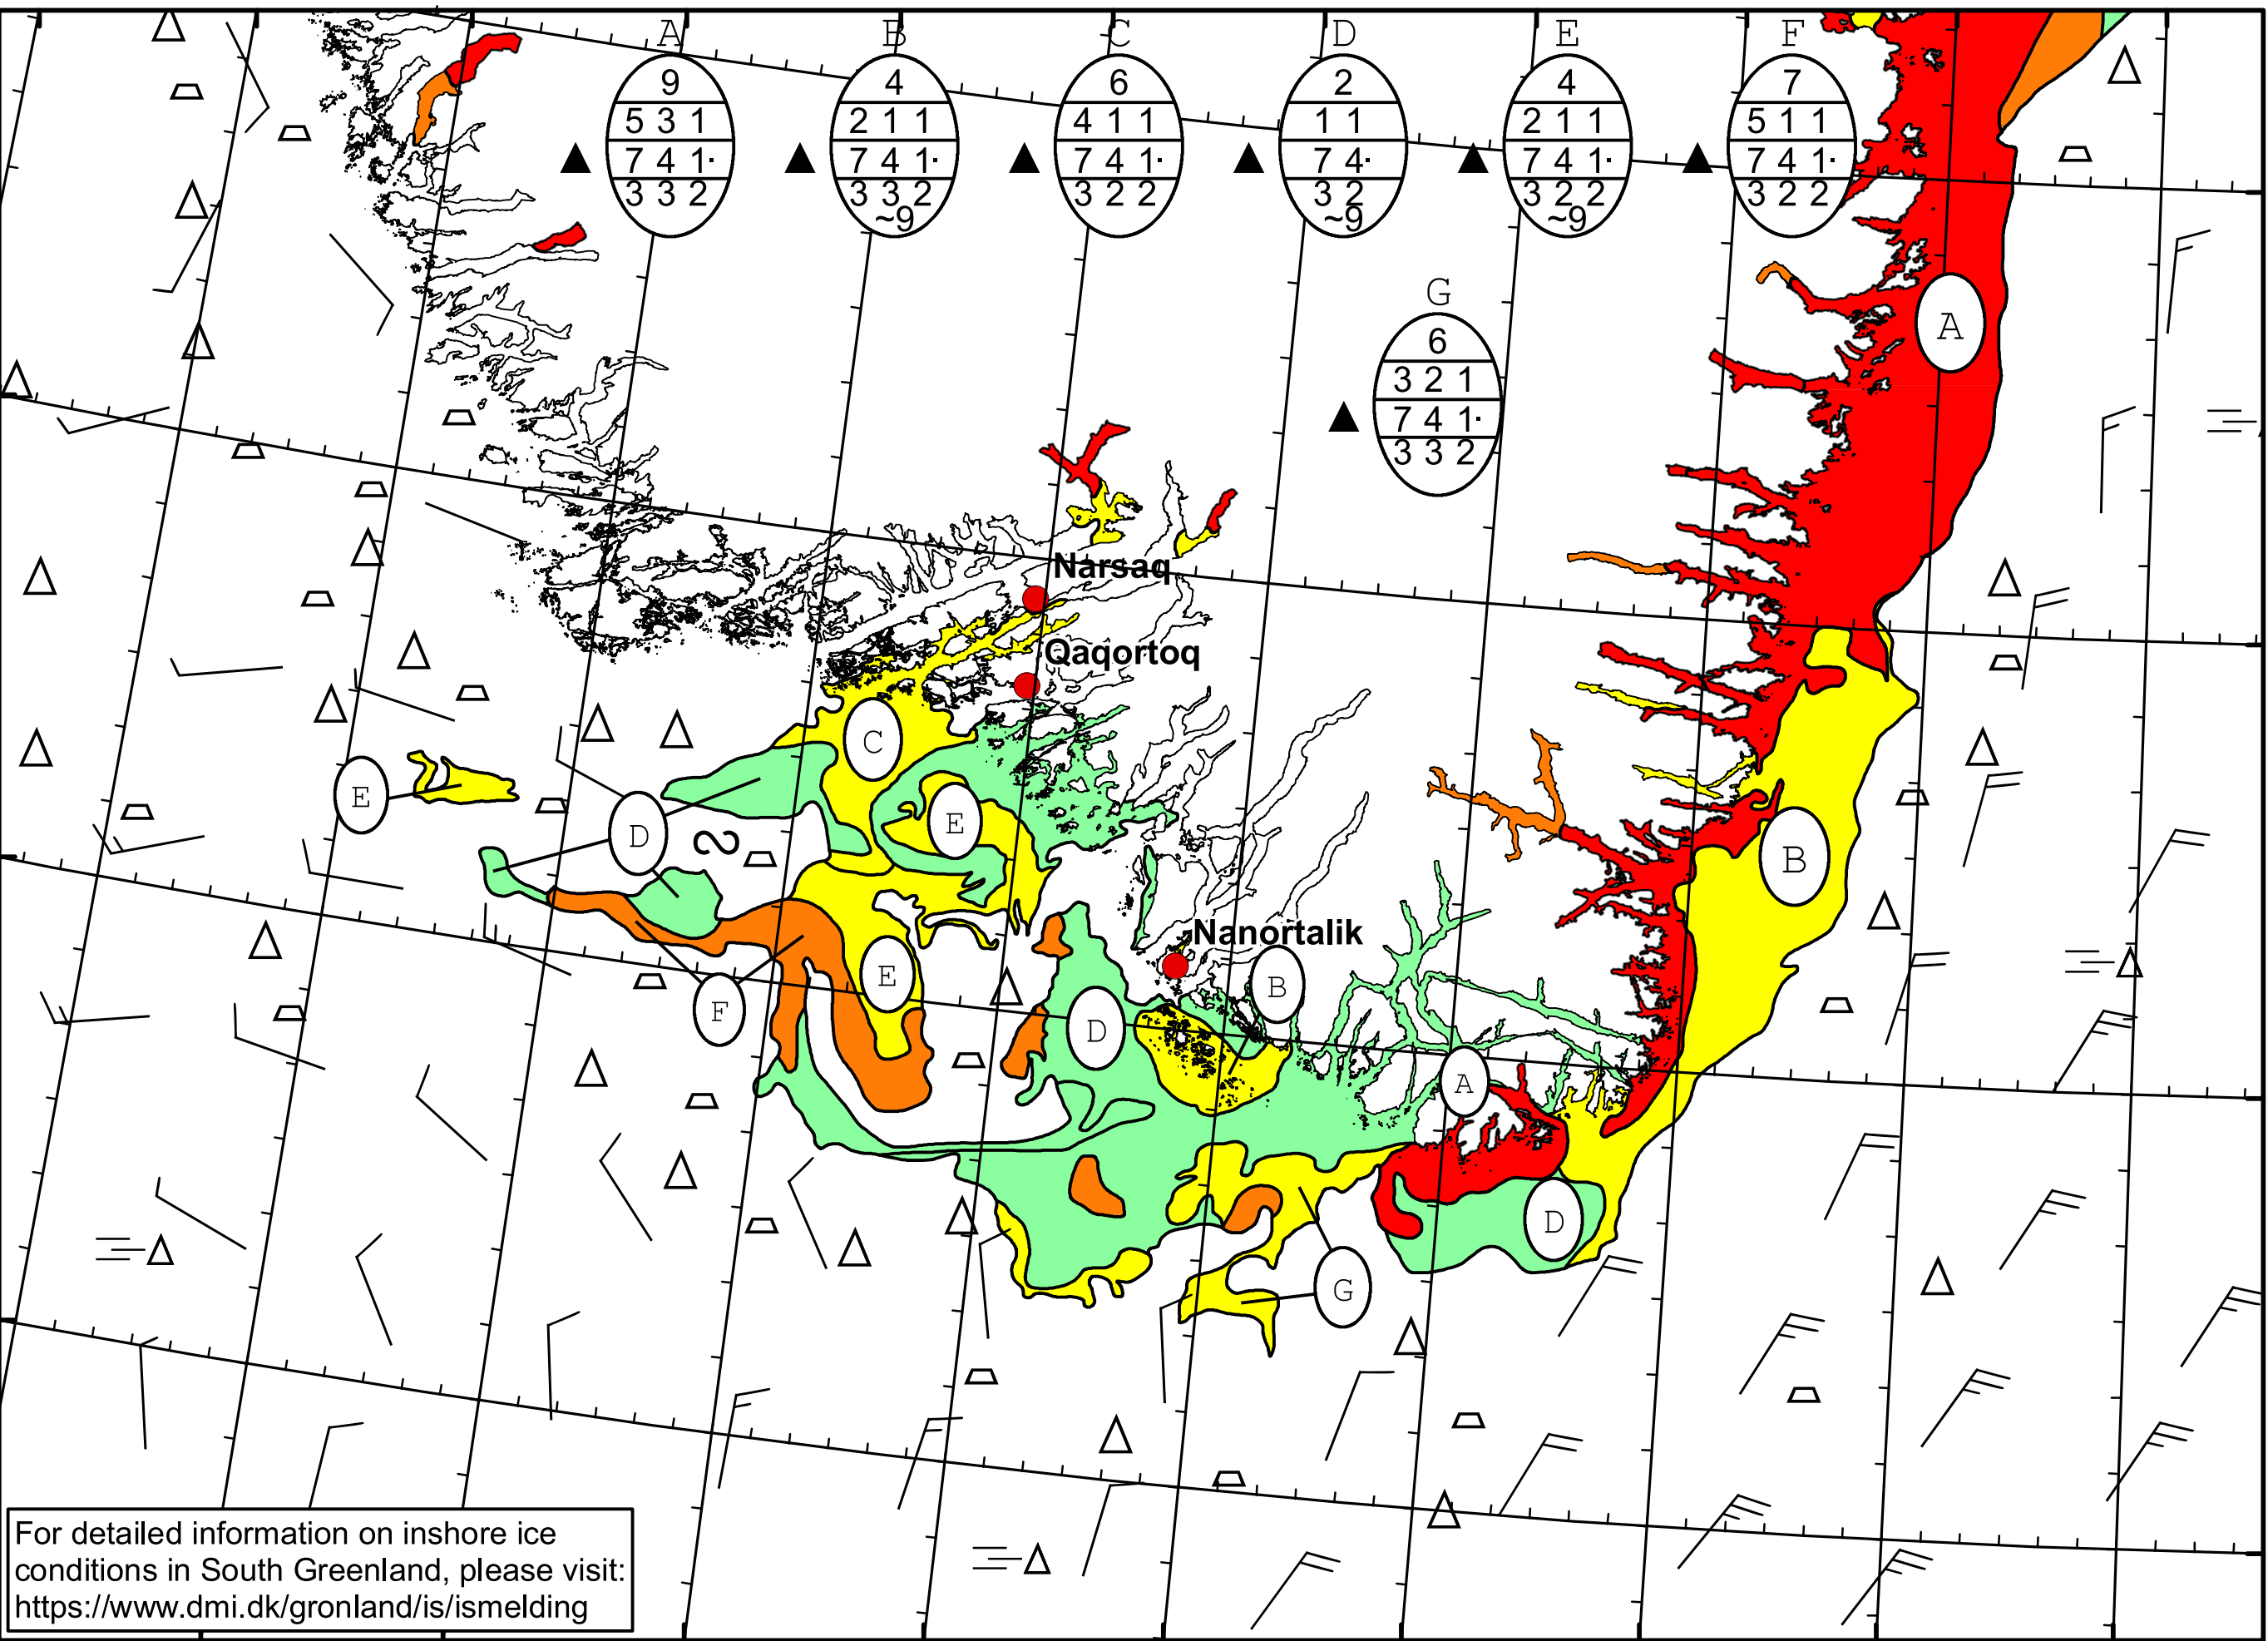 A B C D E F
9 4 6 2 4 7
5 3 1 2 1 1 4 1 1 1 1 2 1 1 5 1 1
7 4 1· 7 4 1· 7 4 1· 7 4· 7 4 1· 7 4 1·
3 3 2 3 3 2 3 2 2 3 2 3 2 2 3 2 2
~9 ~9 ~9
G
6
3 2 1
7 4 1·
3 3 2
A
Narsaq
Qaqortoq
C
E
D
E
B
Nanortalik
E
B
F
D
A
D
G
For detailed information on inshore ice
conditions in South Greenland, please visit:
https://www.dmi.dk/gronland/is/ismelding